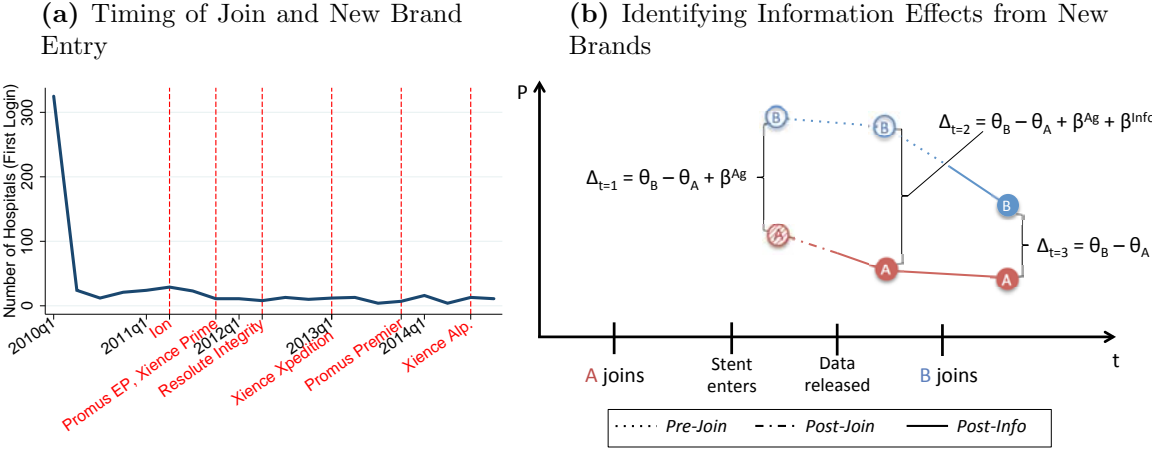 (a) Timing of Join and New Brand
Entry
Number of Hospitals (First Login)
300
200
100
0
2010q1
2011q1
2012q1
2013q1
2014q1
Ion
Promus EP, Xience Prime
Resolute Integrity
Xience Xpedition
Promus Premier
Xience Alp.
(b) Identifying Information Effects from New
Brands
P
B
B
Δt=2 = θB − θA + βAg + βInfo
Δt=1 = θB − θA + βAg
B
A
A
A
Δt=3 = θB − θA
t
A joins
Stent
enters
Data
released
B joins
Pre-Join
Post-Join
Post-Info